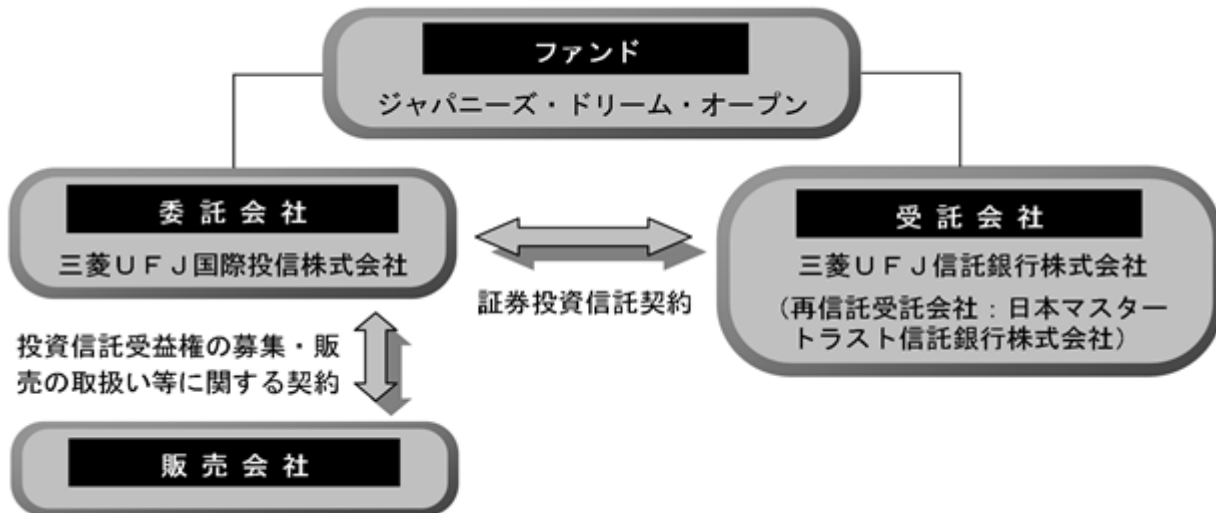 ファンド
ジャパニーズ・ドリーム・オープン
委託会社
三菱ＵＦＪ国際投信株式会社
受託会社
三菱ＵＦＪ信託銀行株式会社
（再信託受託会社：日本マスター
トラスト信託銀行株式会社）
証券投資信託契約
投資信託受益権の募集・販
売の取扱い等に関する契約
販売会社